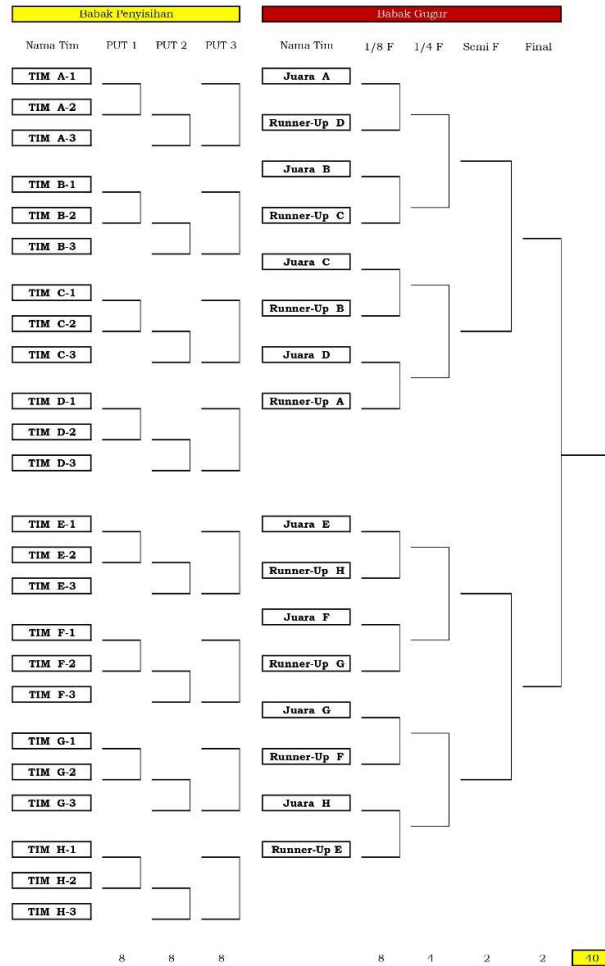 Babak Penyisihan Babak Gugur
Nama Tim PUT 1 PUT 2 PUT 3 Nama Tim 1/8 F 1/4 F Semi F Final
TIM A-1 Juara A
TIM A-2 Runner-Up D
TIM A-3
Juara B
TIM B-1
TIM B-2 Runner-Up C
TIM B-3
Juara C
TIM C-1
TIM C-2 Runner-Up B
TIM C-3 Juara D
TIM D-1 Runner-Up A
TIM D-2
TIM D-3
TIM E-1 Juara E
TIM E-2
Runner-Up H
TIM E-3
Juara F
TIM F-1
TIM F-2 Runner-Up G
TIM F-3
Juara G
TIM G-1
TIM G-2 Runner-Up F
TIM G-3 Juara H
TIM H-1 Runner-Up E
TIM H-2
TIM H-3
8 8 8 8 4 2 2 40